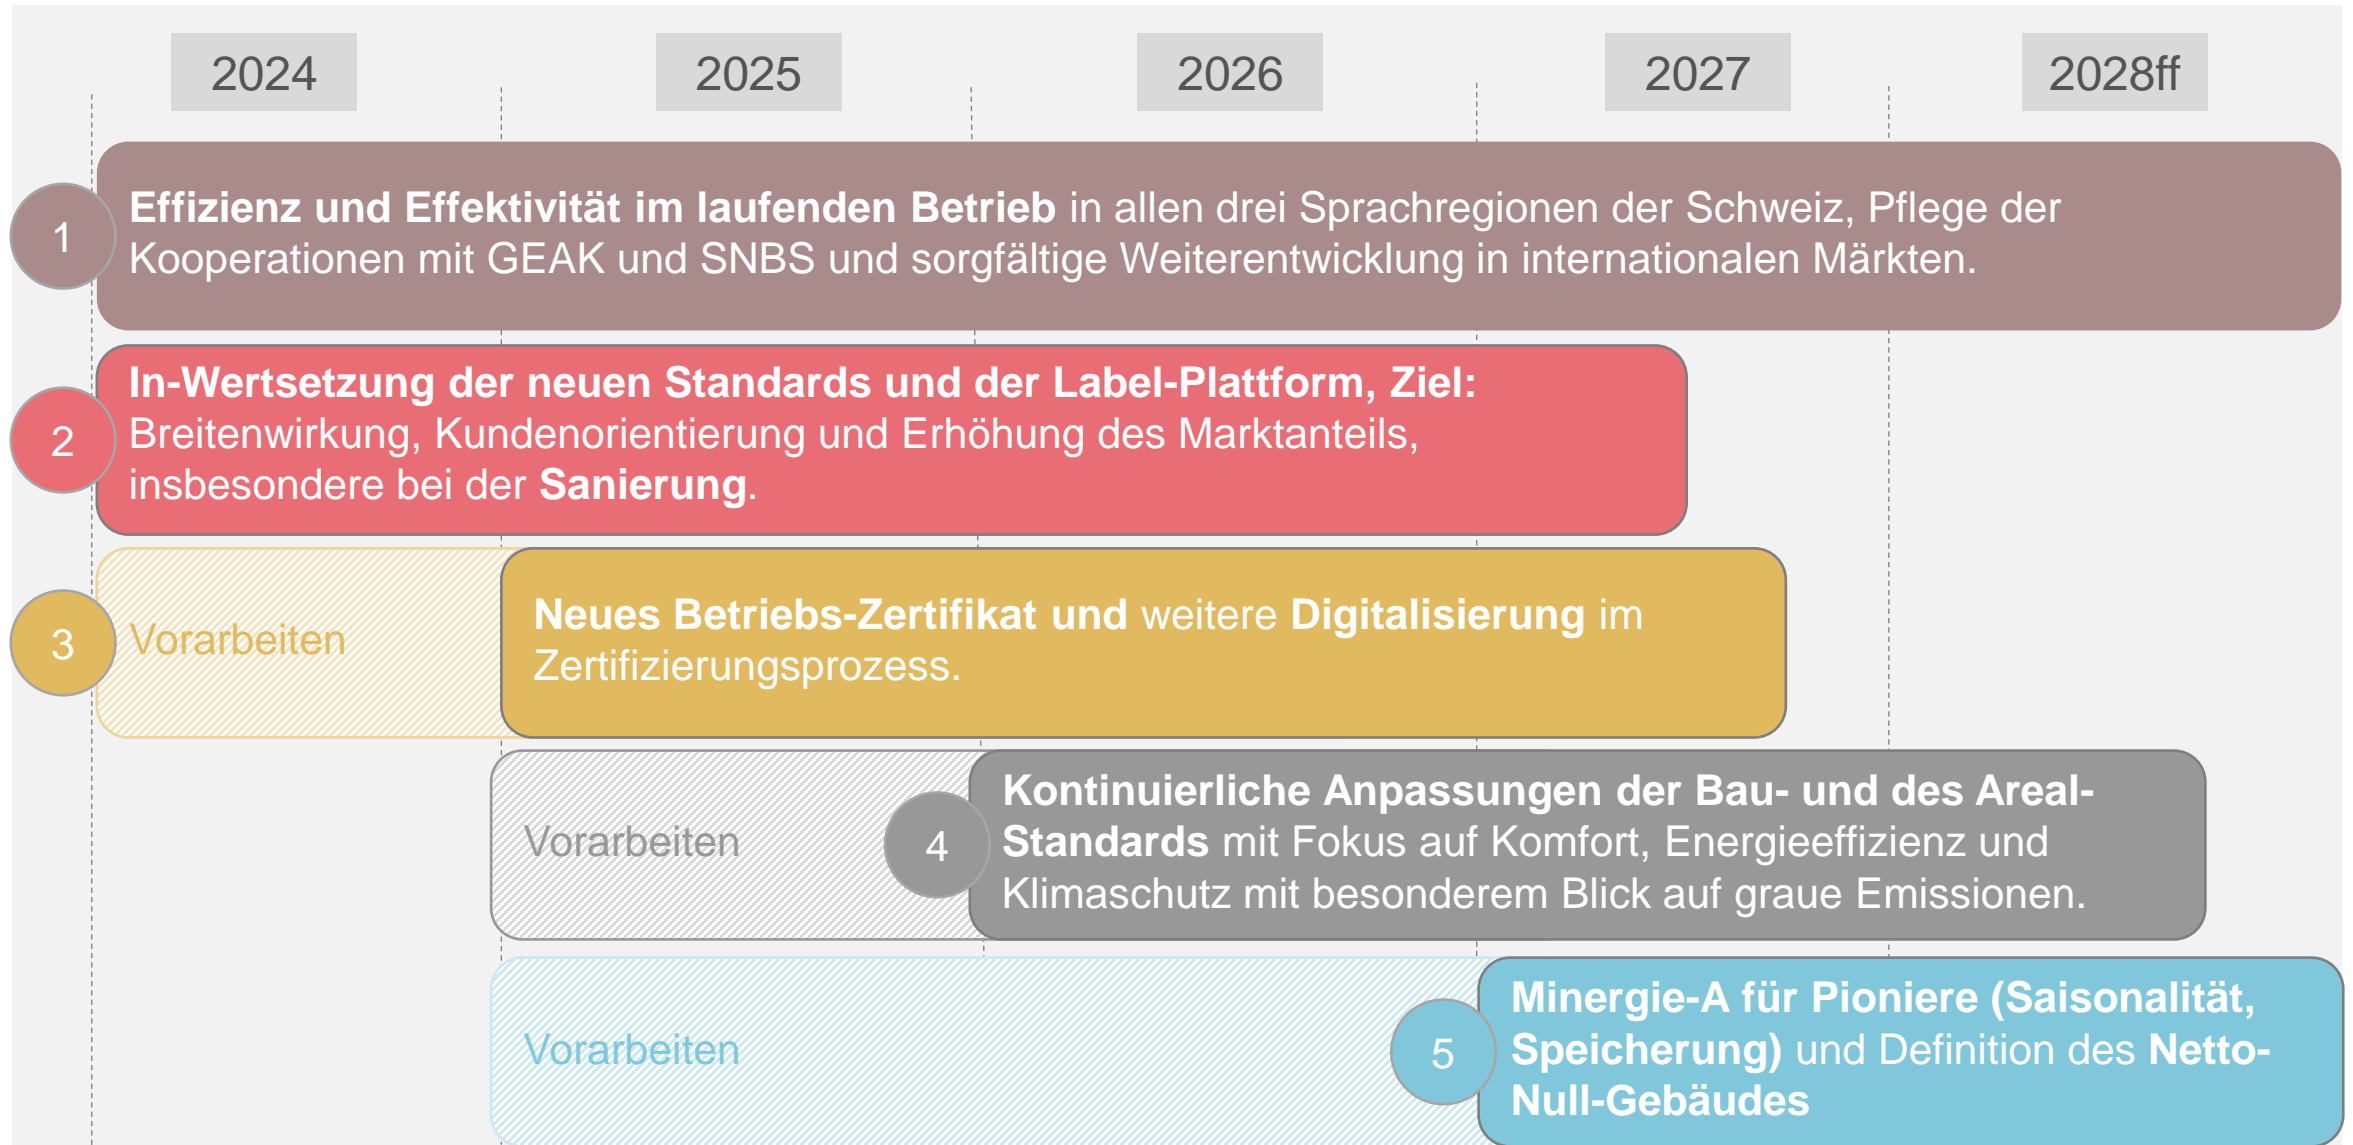 2024
2025
2026
2027
2028ff
1
Effizienz und Effektivität im laufenden Betrieb in allen drei Sprachregionen der Schweiz, Pflege der
Kooperationen mit GEAK und SNBS und sorgfältige Weiterentwicklung in internationalen Märkten.
2
In-Wertsetzung der neuen Standards und der Label-Plattform, Ziel:
Breitenwirkung, Kundenorientierung und Erhöhung des Marktanteils,
insbesondere bei der Sanierung.
3
Vorarbeiten
Neues Betriebs-Zertifikat und weitere Digitalisierung im
Zertifizierungsprozess.
Vorarbeiten
4
Kontinuierliche Anpassungen der Bau- und des Areal-
Standards mit Fokus auf Komfort, Energieeffizienz und
Klimaschutz mit besonderem Blick auf graue Emissionen.
Vorarbeiten
5
Minergie-A für Pioniere (Saisonalität,
Speicherung) und Definition des Netto-
Null-Gebäudes